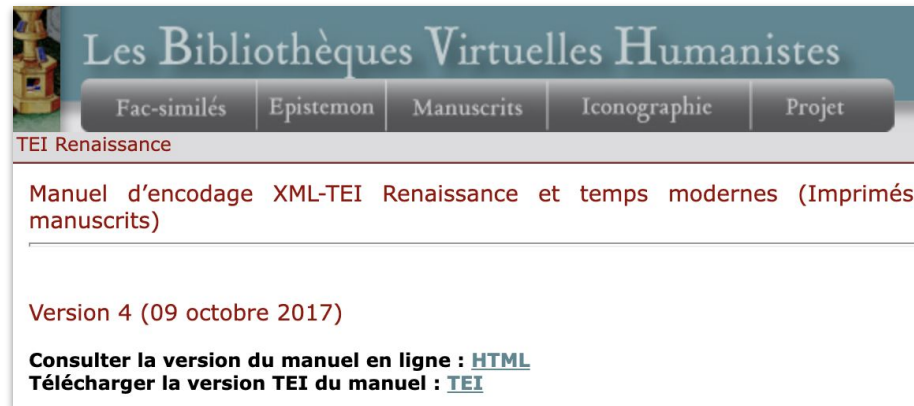 Les Bibliothèques Virtuelles Humanistes
Fac-similés Epistemon Manuscrits Iconographie Projet
TEI Renaissance
Manuel d’encodage XML-TEI Renaissance et temps modernes (Imprimés
manuscrits)
Version 4 (09 octobre 2017)
Consulter la version du manuel en ligne : HTML
Télécharger la version TEI du manuel : TEI